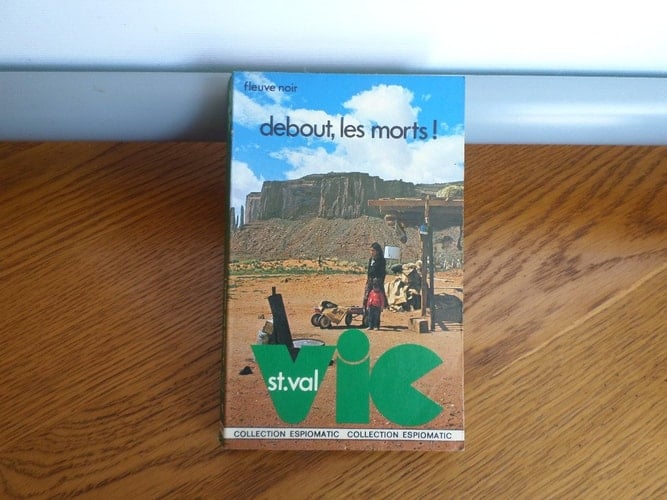 fleuve noir
debout, les morts !
vic
st.val
COLLECTION ESPIOMATIC COLLECTION ESPIOMATIC